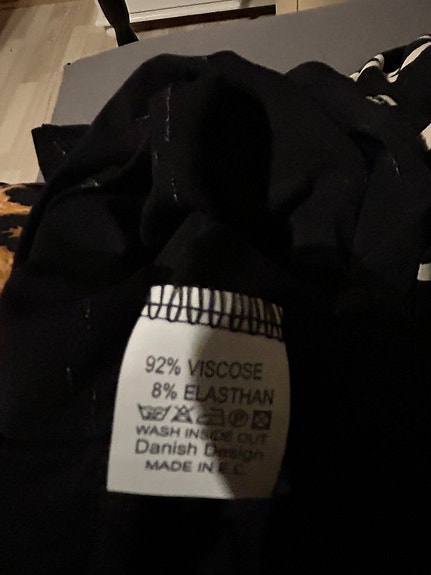 92% VISCOSE
8% ELASTHAN
WASH INSIDE OUT
Danish Design
MADE IN E.C.